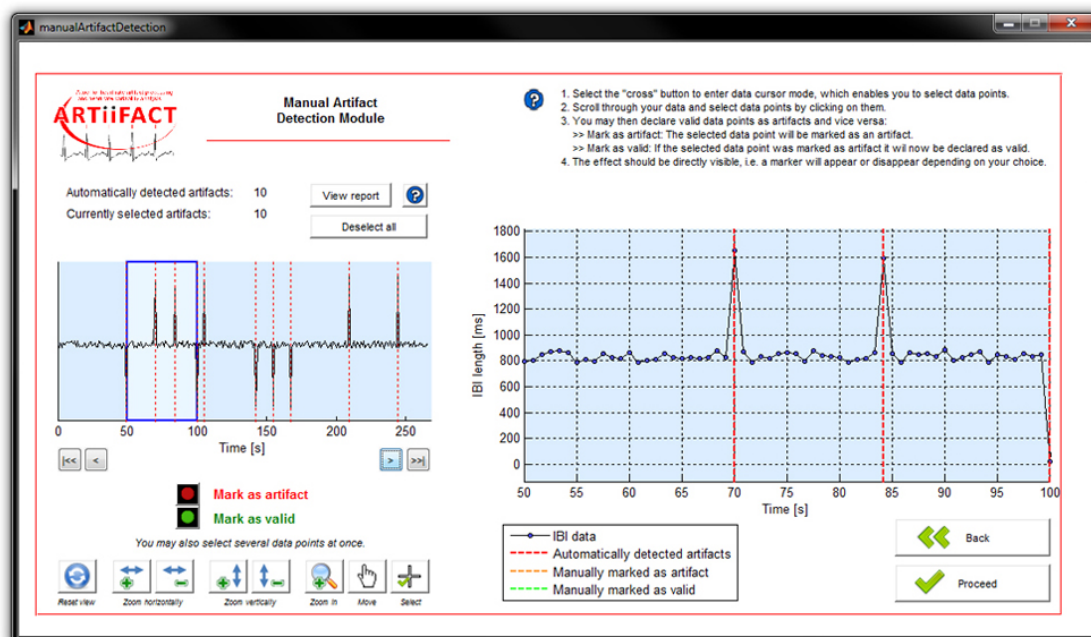 manualArtifactDetection
ARTiiFACT
Manual Artifact
Detection Module
1. Select the "cross" button to enter data cursor mode, which enables you to select data points.
2. Scroll through your data and select data points by clicking on them.
3. You may then declare valid data points as artifacts and vice versa:
>> Mark as artifact: The selected data point will be marked as an artifact.
>> Mark as valid: If the selected data point was marked as artifact it wil now be declared as valid.
4. The effect should be directly visible, i.e. a marker will appear or disappear depending on your choice.
Automatically detected artifacts: 10
View report
Currently selected artifacts: 10
Deselect all
0 50 100 150 200 250
Time [s]
|<< < > >>|
Mark as artifact
Mark as valid
You may also select several data points at once.
Reset view Zoom horizontally Zoom vertically Zoom in Move Select
1800
1600
1400
1200
1000
800
600
400
200
0
IBI length [ms]
50 55 60 65 70 75 80 85 90 95 100
Time [s]
IBI data
Automatically detected artifacts
Manually marked as artifact
Manually marked as valid
Back
Proceed